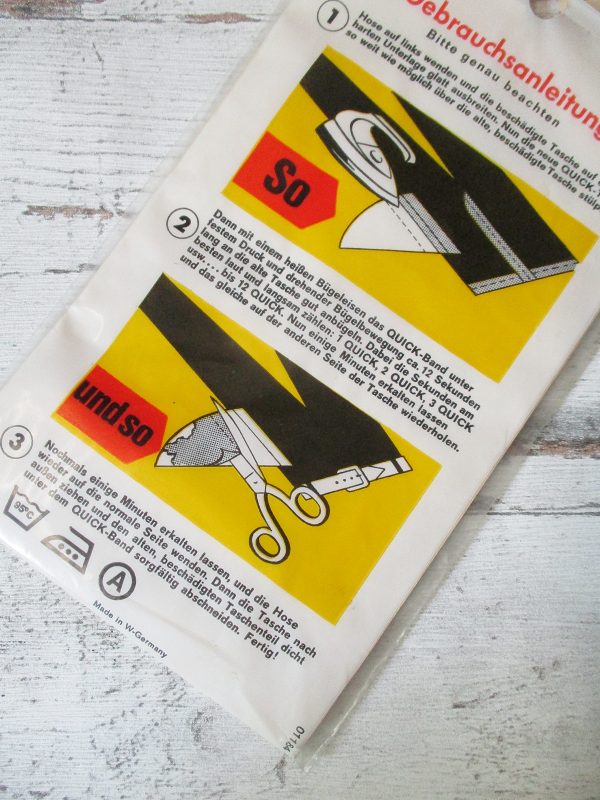 Gebrauchsanleitung
Bitte genau beachten
1
Hose auf links wenden und die beschädigte Tasche auf
harten Unterlage glatt ausbreiten. Nun die neue QUICK-
so weit wie möglich über die alte, beschädigte Tasche stülp
So
2
Dann mit einem heißen Bügeleisen das QUICK-Band unter
festem Druck und drehender Bügelbewegung ca. 12 Sekunden
lang an die alte Tasche gut anbügeln. Dabei die Sekunden am
besten laut und langsam zählen: 1 QUICK, 2 QUICK, 3 QUICK
usw.... bis 12 QUICK. Nun einige Minuten erkalten lassen
und das gleiche auf der anderen Seite der Tasche wiederholen.
und so
3
Nochmals einige Minuten erkalten lassen, und die Hose
wieder auf die normale Seite wenden. Dann die Tasche nach
außen ziehen und den alten, beschädigten Taschenteil dicht
unter dem QUICK-Band sorgfältig abschneiden. Fertig!
95°C
A
Made in W-Germany
01184